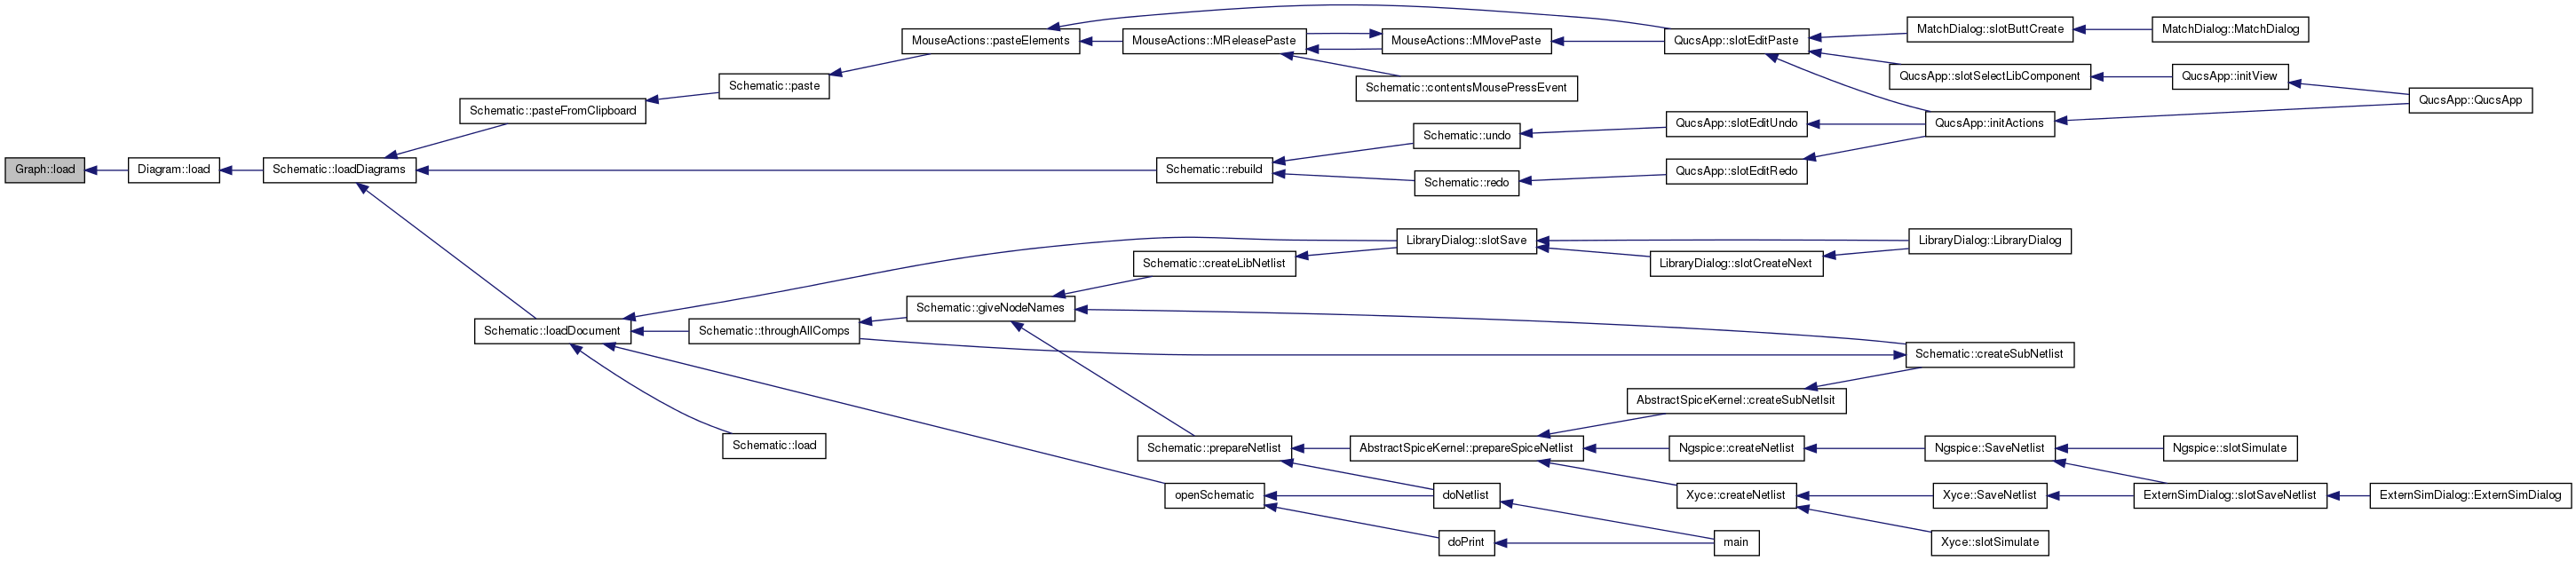 Graph::load
Diagram::load
Schematic::loadDiagrams
Schematic::pasteFromClipboard
Schematic::paste
MouseActions::pasteElements
MouseActions::MReleasePaste
MouseActions::MMovePaste
Schematic::contentsMousePressEvent
QucsApp::slotEditPaste
MatchDialog::slotButtCreate
MatchDialog::MatchDialog
QucsApp::slotSelectLibComponent
QucsApp::initView
QucsApp::QucsApp
QucsApp::initActions
Schematic::rebuild
Schematic::undo
QucsApp::slotEditUndo
Schematic::redo
QucsApp::slotEditRedo
Schematic::loadDocument
LibraryDialog::slotSave
LibraryDialog::LibraryDialog
LibraryDialog::slotCreateNext
Schematic::createLibNetlist
Schematic::giveNodeNames
Schematic::throughAllComps
Schematic::createSubNetlist
AbstractSpiceKernel::createSubNetlsit
Schematic::load
Schematic::prepareNetlist
AbstractSpiceKernel::prepareSpiceNetlist
Ngspice::createNetlist
Ngspice::SaveNetlist
Ngspice::slotSimulate
openSchematic
doNetlist
Xyce::createNetlist
Xyce::SaveNetlist
ExternSimDialog::slotSaveNetlist
ExternSimDialog::ExternSimDialog
doPrint
main
Xyce::slotSimulate